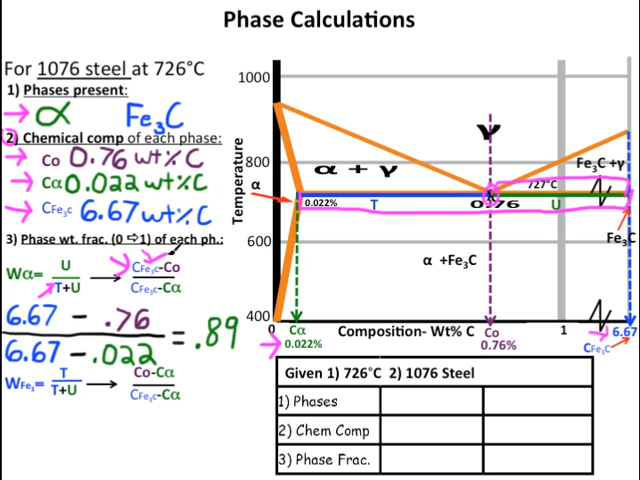 Phase Calculations
For 1076 steel at 726°C
1) Phases present:
α Fe3C
2) Chemical comp of each phase:
Co 0.76 wt% C
Cα 0.022 wt% C
CFe3C 6.67 wt% C
3) Phase wt. frac. (0 ⇨1) of each ph.:
Wα= U / T+U → CFe3C-Co / CFe3C-Cα
6.67 - .76 / 6.67 - .022 = .89
WFe3= T / T+U → Co-Cα / CFe3C-Cα
Temperature
1000
800
600
400
γ
α + γ
Fe3C +γ
727°C
α
0.022%
T
0.76
U
Fe3C
α +Fe3C
0
Cα
0.022%
Composition- Wt% C
Co
0.76%
1
6.67
CFe3C
Given 1) 726°C 2) 1076 Steel
1) Phases
2) Chem Comp
3) Phase Frac.